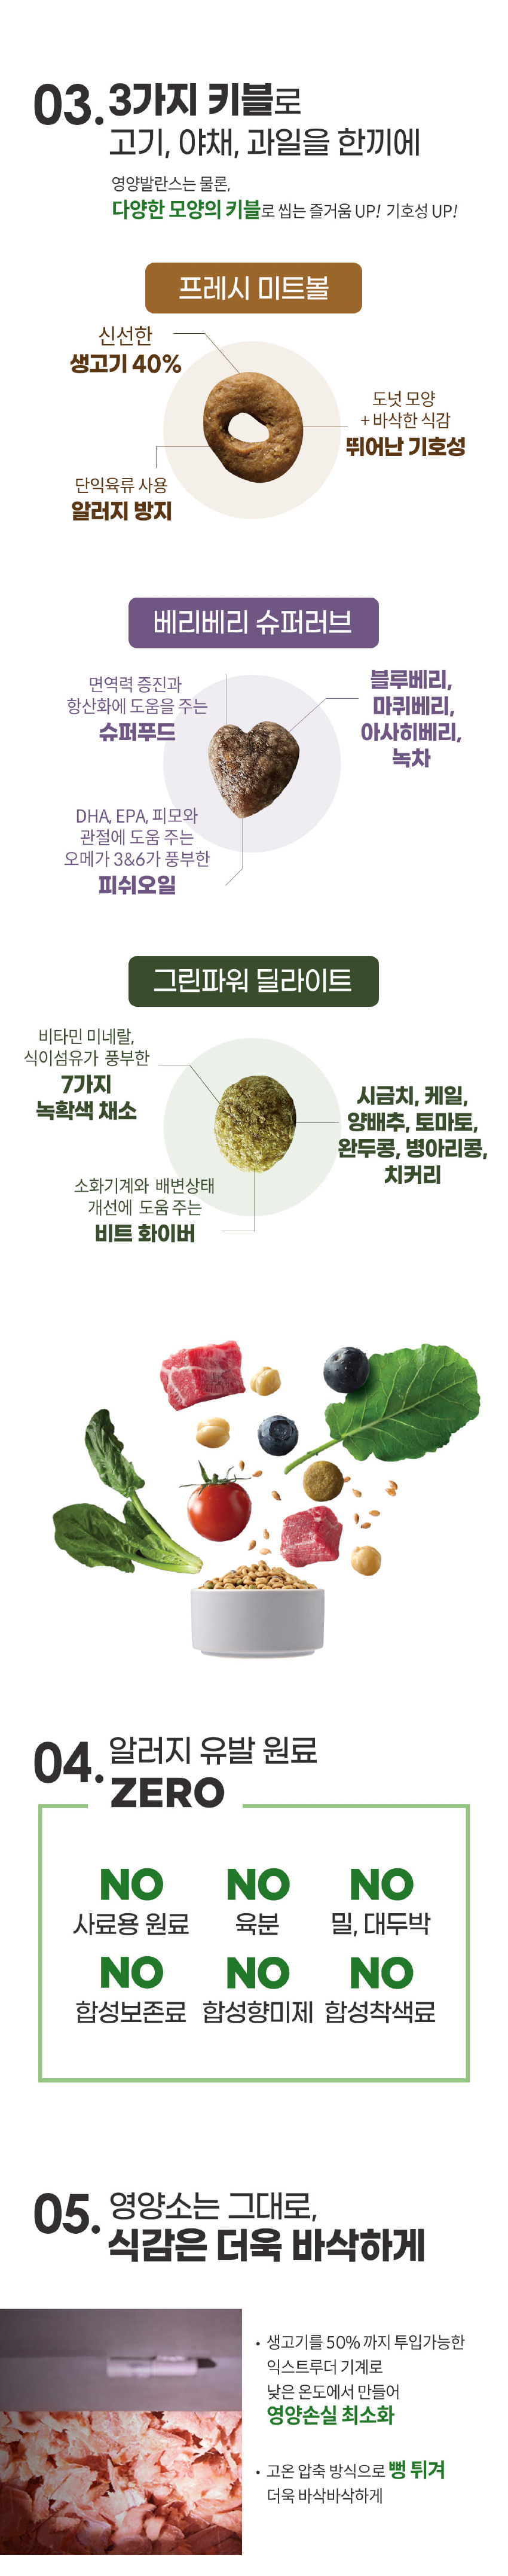 03. 3가지 키블로
고기, 야채, 과일을 한끼에
영양발란스는 물론,
다양한 모양의 키블로 씹는 즐거움 UP! 기호성 UP!
프레시 미트볼
신선한
생고기 40%
도넛 모양
+ 바삭한 식감
뛰어난 기호성
단익육류 사용
알러지 방지
베리베리 슈퍼러브
면역력 증진과
항산화에 도움을 주는
슈퍼푸드
블루베리,
마퀴베리,
아사히베리,
녹차
DHA, EPA, 피모와
관절에 도움 주는
오메가 3&6가 풍부한
피쉬오일
그린파워 딜라이트
비타민 미네랄,
식이섬유가 풍부한
7가지
녹황색 채소
시금치, 케일,
양배추, 토마토,
완두콩, 병아리콩,
치커리
소화기계와 배변상태
개선에 도움 주는
비트 화이버
04. 알러지 유발 원료
ZERO
NO NO NO
사료용 원료 육분 밀, 대두박
NO NO NO
합성보존료 합성향미제 합성착색료
05. 영양소는 그대로,
식감은 더욱 바삭하게
• 생고기를 50% 까지 투입가능한
익스트루더 기계로
낮은 온도에서 만들어
영양손실 최소화
• 고온 압축 방식으로 뻥 튀겨
더욱 바삭바삭하게